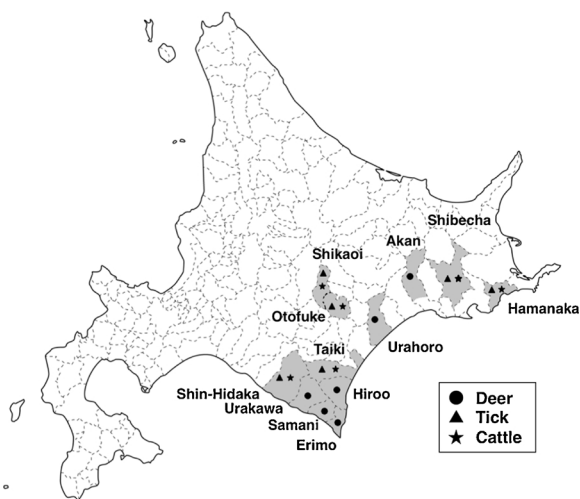 Shibecha
Akan
Shikaoi
Hamanaka
Otofuke
Urahoro
Taiki
Shin-Hidaka
Hiroo
Urakawa
Samani
Erimo
Deer
Tick
Cattle